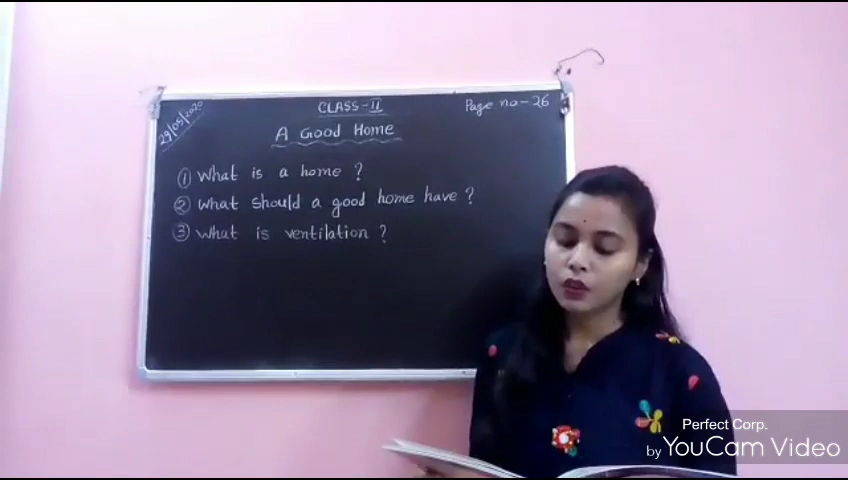 29/05/2020
CLASS-II
Page no-26
A Good Home
① What is a home ?
② What should a good home have ?
③ What is ventilation ?
Perfect Corp.
by YouCam Video